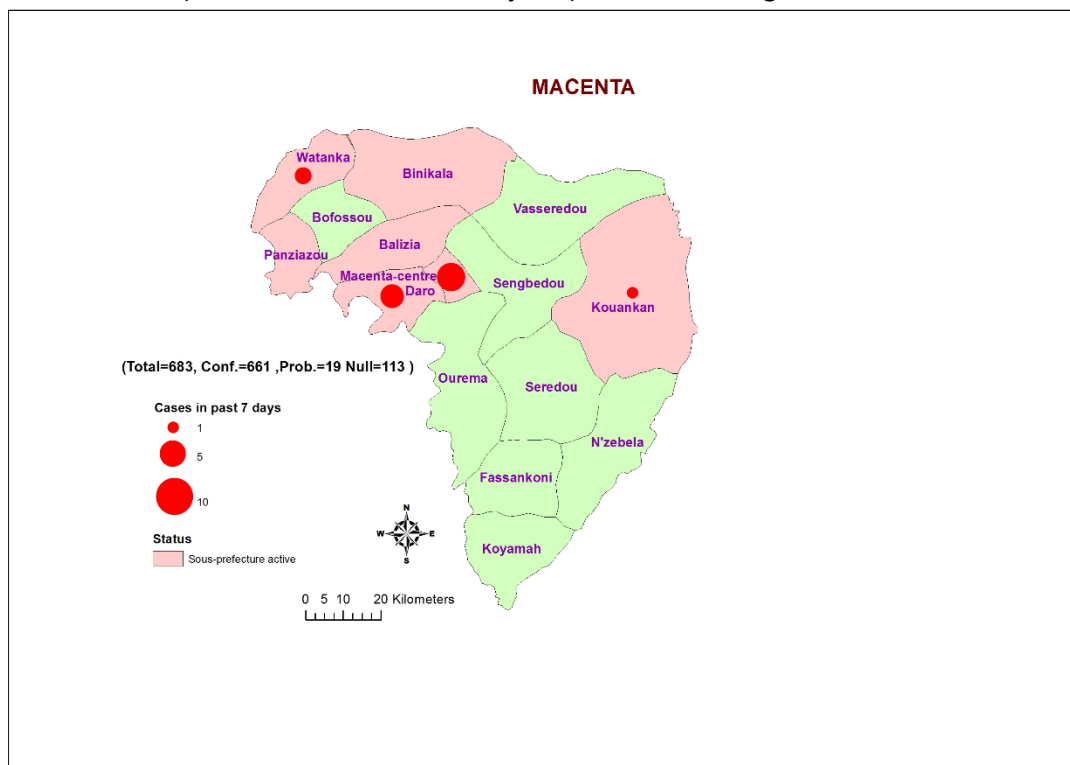 MACENTA
Watanka
Binikala
Vasseredou
Bofossou
Balizia
Panziazou
Macenta-centre
Sengbedou
Daro
Kouankan
(Total=683, Conf.=661 ,Prob.=19 Null=113 )
Ourema
Seredou
Cases in past 7 days
1
5
10
N'zebela
Fassankoni
N
W E
S
Status
Sous-prefecture active
Koyamah
0 5 10 20 Kilometers